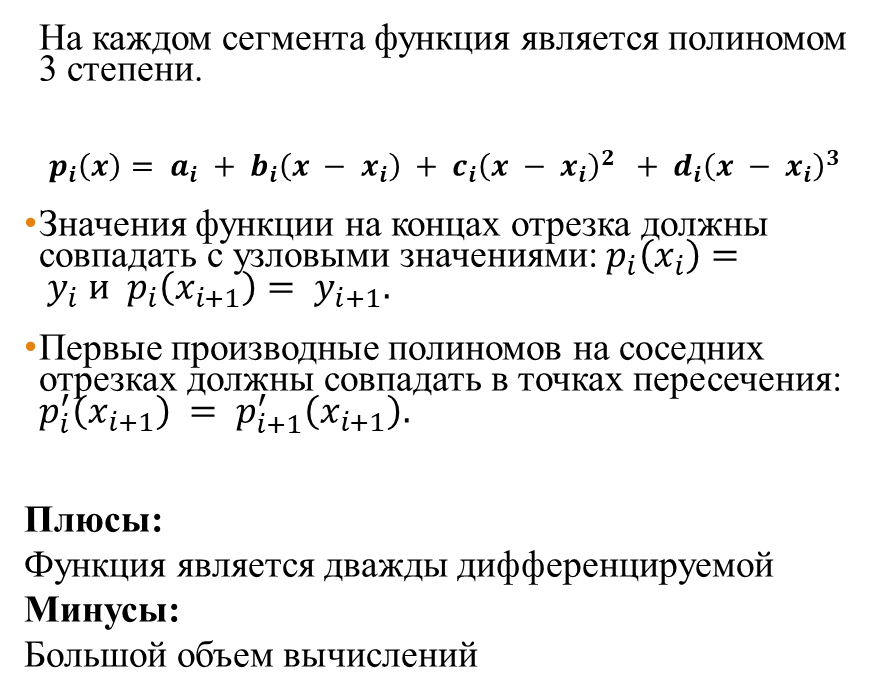 На каждом сегмента функция является полиномом
3 степени.
𝒑ᵢ(𝒙) = 𝒂ᵢ + 𝒃ᵢ(𝒙 − 𝒙ᵢ) + 𝒄ᵢ(𝒙 − 𝒙ᵢ)² + 𝒅ᵢ(𝒙 − 𝒙ᵢ)³
•Значения функции на концах отрезка должны
совпадать с узловыми значениями: 𝑝ᵢ(𝑥ᵢ) =
𝑦ᵢ и 𝑝ᵢ(𝑥ᵢ₊₁) = 𝑦ᵢ₊₁.
•Первые производные полиномов на соседних
отрезках должны совпадать в точках пересечения:
𝑝′ᵢ(𝑥ᵢ₊₁) = 𝑝′ᵢ₊₁(𝑥ᵢ₊₁).
Плюсы:
Функция является дважды дифференцируемой
Минусы:
Большой объем вычислений